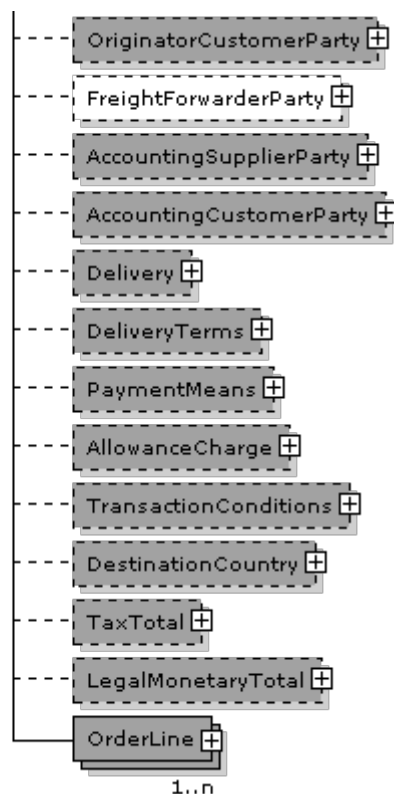 OriginatorCustomerParty
FreightForwarderParty
AccountingSupplierParty
AccountingCustomerParty
Delivery
DeliveryTerms
PaymentMeans
AllowanceCharge
TransactionConditions
DestinationCountry
TaxTotal
LegalMonetaryTotal
OrderLine
1..n